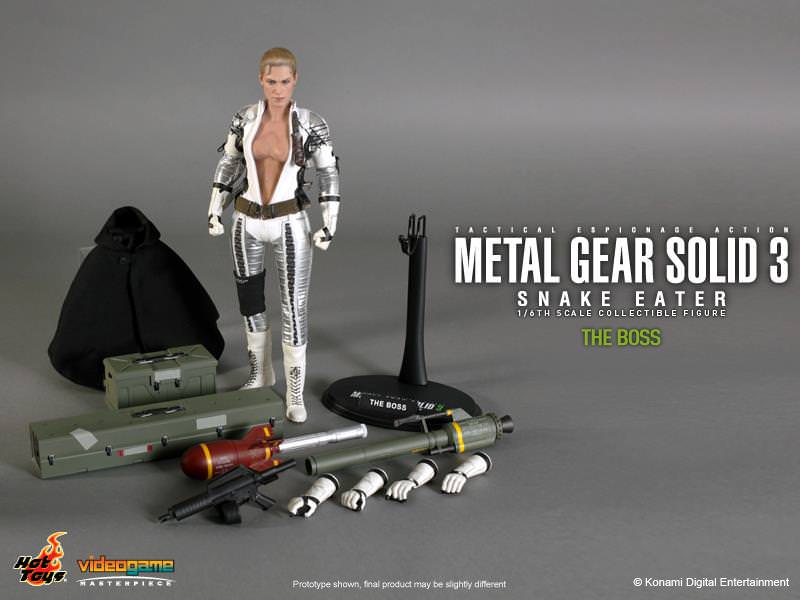 TACTICAL ESPIONAGE ACTION
METAL GEAR SOLID 3
SNAKE EATER
1/6TH SCALE COLLECTIBLE FIGURE
THE BOSS
THE BOSS
Hot Toys
videogame
MASTERPIECE
Prototype shown, final product may be slightly different
© Konami Digital Entertainment